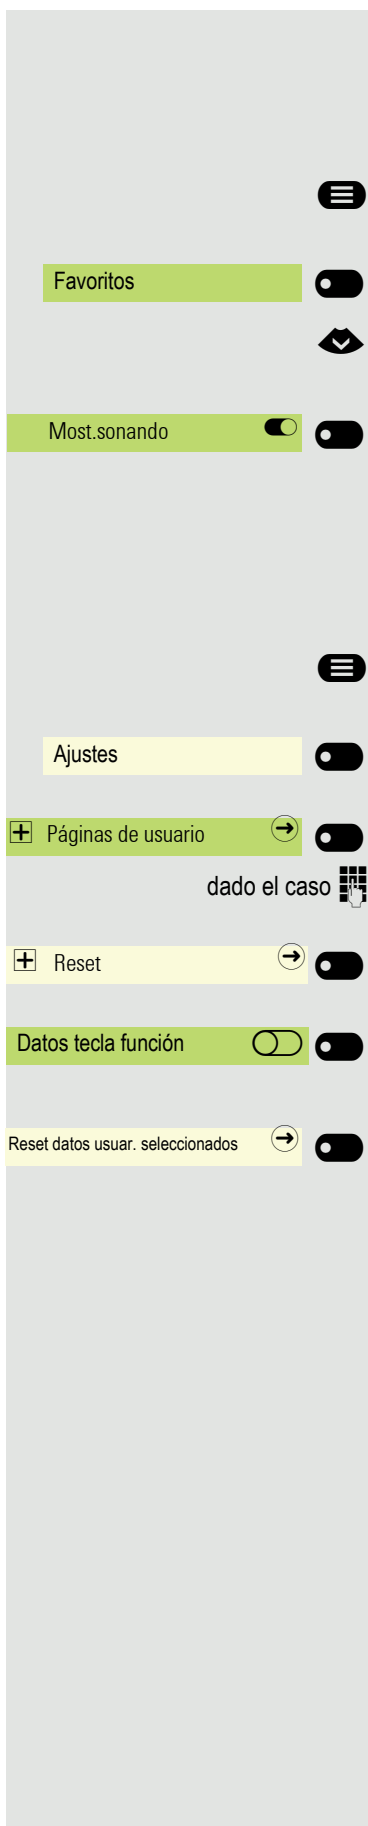 Favoritos
Most.sonando
Ajustes
Páginas de usuario
dado el caso
Reset
Datos tecla función
Reset datos usuar. seleccionados